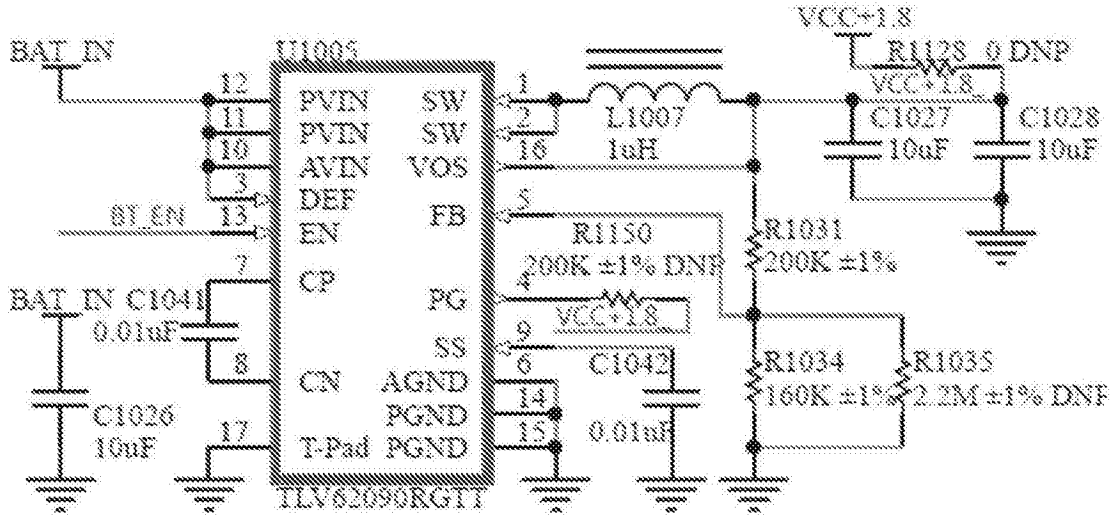 VCC+1.8
BAT_IN
U1005
R1128 0 DNP
VCC+1.8_
12 PVIN SW 1
11 PVIN SW 2
10 AVIN VOS 16
3 DEF
BT_EN 13 EN FB 5
L1007
1uH
C1027
10uF
C1028
10uF
R1150
200K ±1% DNP
R1031
200K ±1%
7 CP PG 4
VCC+1.8_
BAT_IN C1041
0.01uF
SS 9
8 CN AGND 6
C1042
0.01uF
R1034
160K ±1%
R1035
2.2M ±1% DNP
C1026
10uF
PGND 14
17 T-Pad PGND 15
TLV62090RGTT